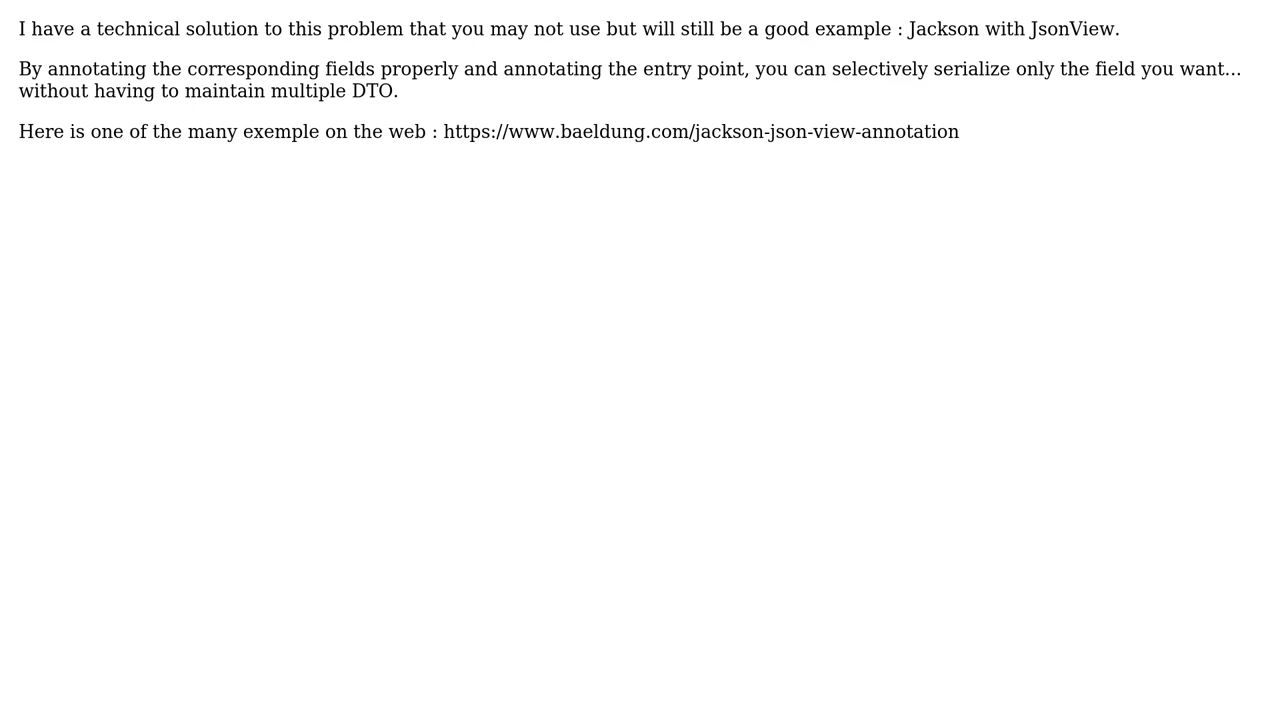 I have a technical solution to this problem that you may not use but will still be a good example : Jackson with JsonView.
By annotating the corresponding fields properly and annotating the entry point, you can selectively serialize only the field you want...
without having to maintain multiple DTO.
Here is one of the many exemple on the web : https://www.baeldung.com/jackson-json-view-annotation